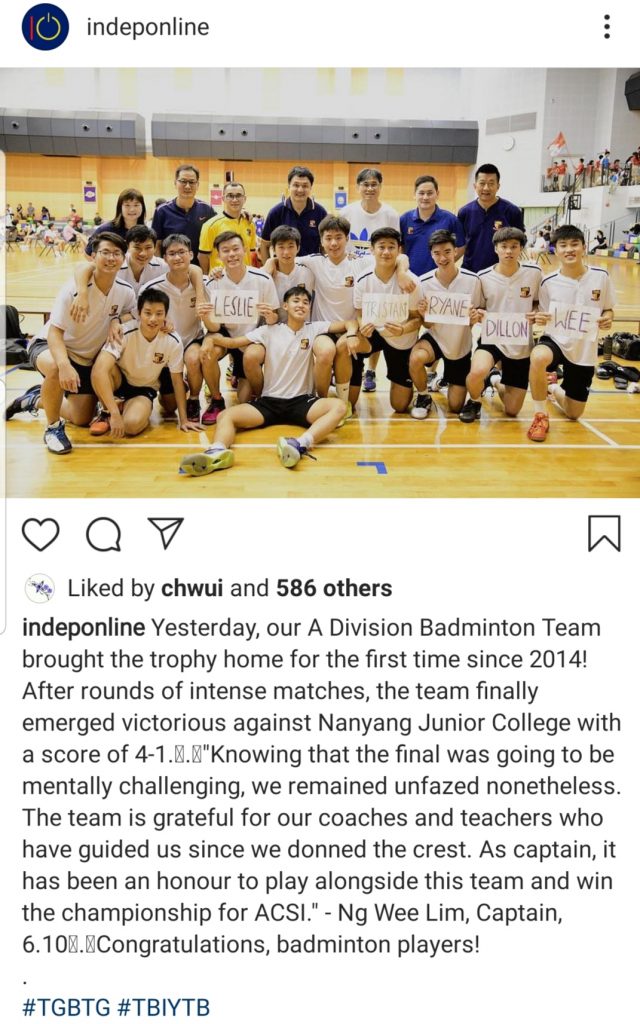 indeponline
LESLIE
TRISTAN
RYANE
DILLON
WEE
Liked by chwui and 586 others
indeponline Yesterday, our A Division Badminton Team
brought the trophy home for the first time since 2014!
After rounds of intense matches, the team finally
emerged victorious against Nanyang Junior College with
a score of 4-1.⁠.⁠"Knowing that the final was going to be
mentally challenging, we remained unfazed nonetheless.
The team is grateful for our coaches and teachers who
have guided us since we donned the crest. As captain, it
has been an honour to play alongside this team and win
the championship for ACSI." - Ng Wee Lim, Captain,
6.10⁠.⁠Congratulations, badminton players!
.
#TGBTG #TBIYTB